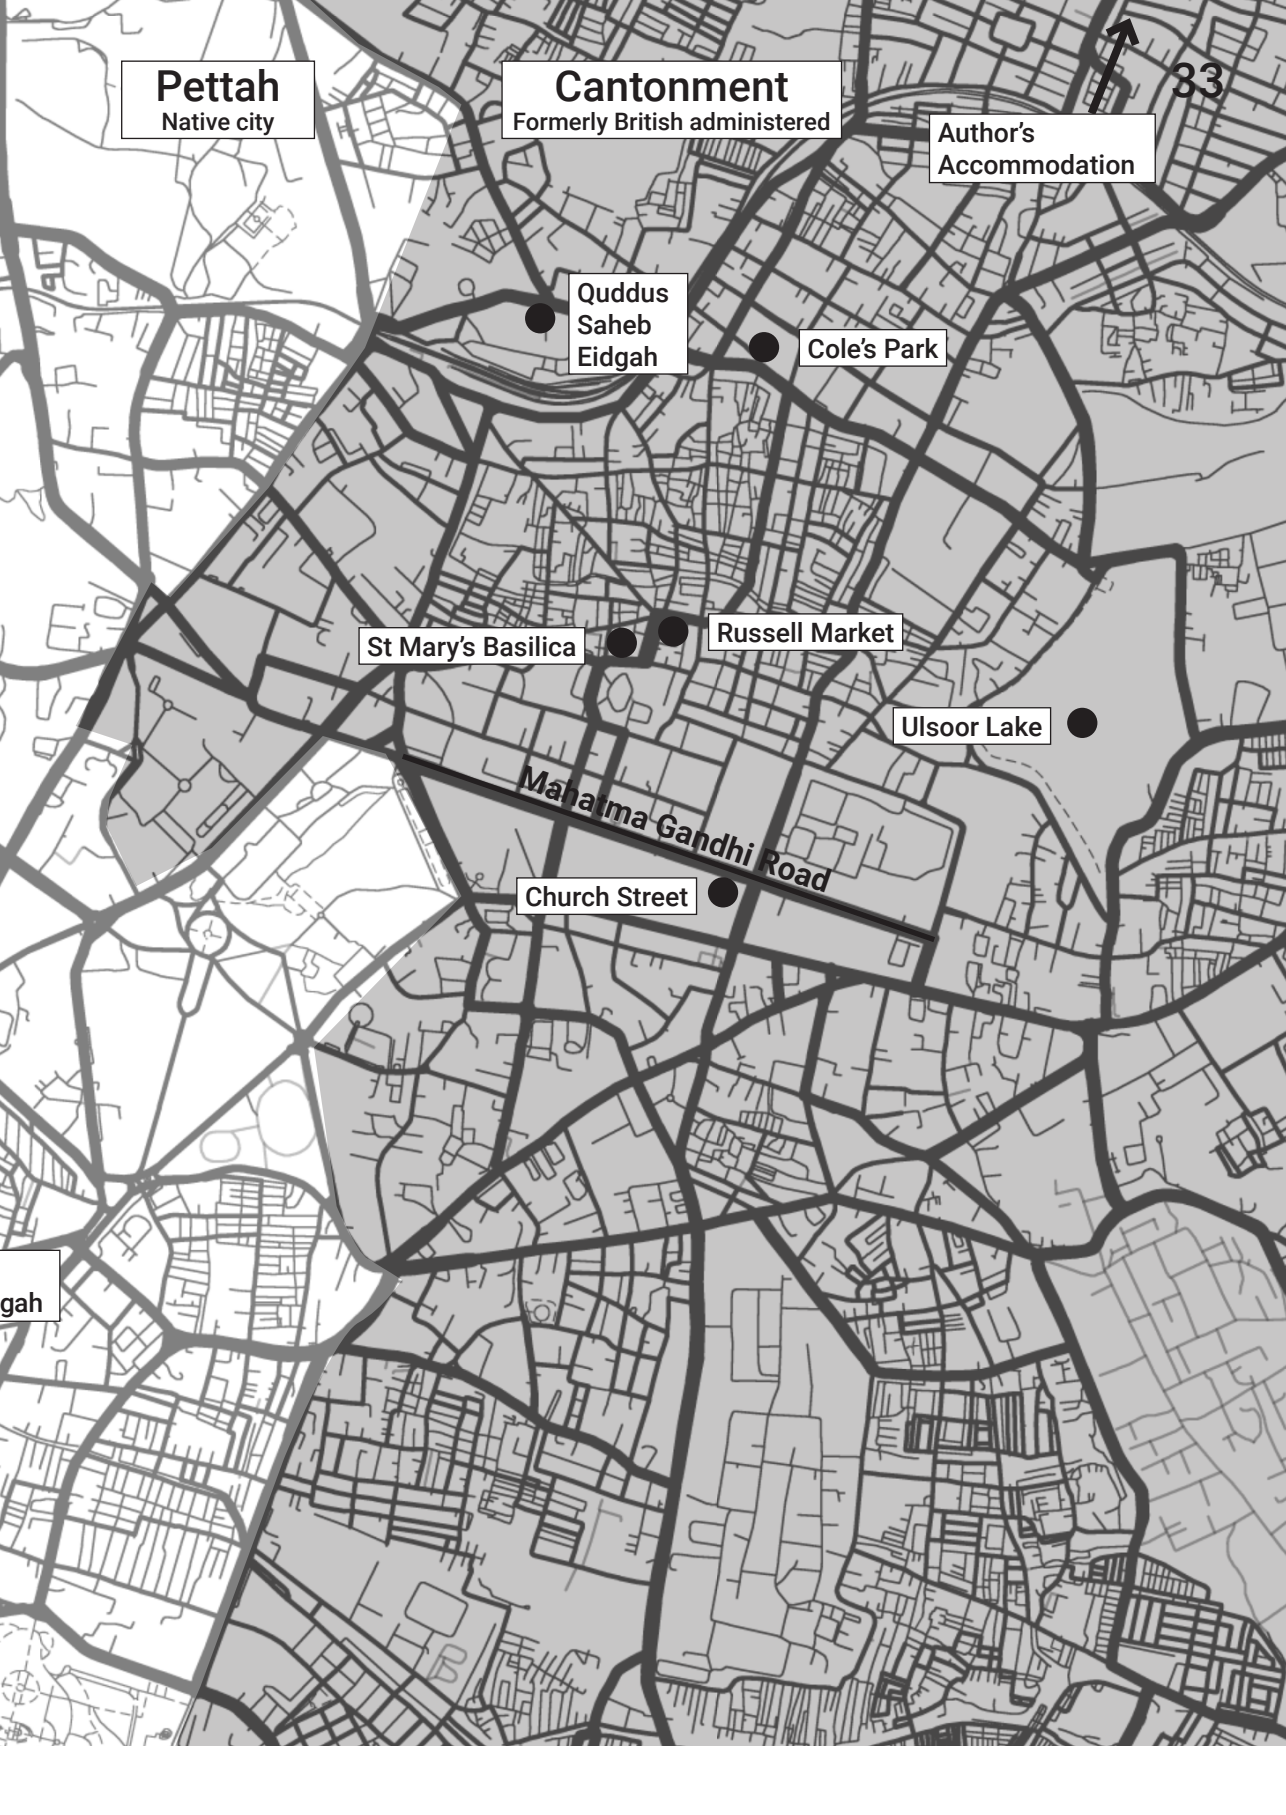 Pettah
Native city
Cantonment
Formerly British administered
33
Author's
Accommodation
Quddus
Saheb
Eidgah
Cole's Park
St Mary's Basilica
Russell Market
Ulsoor Lake
Mahatma Gandhi Road
Church Street
gah